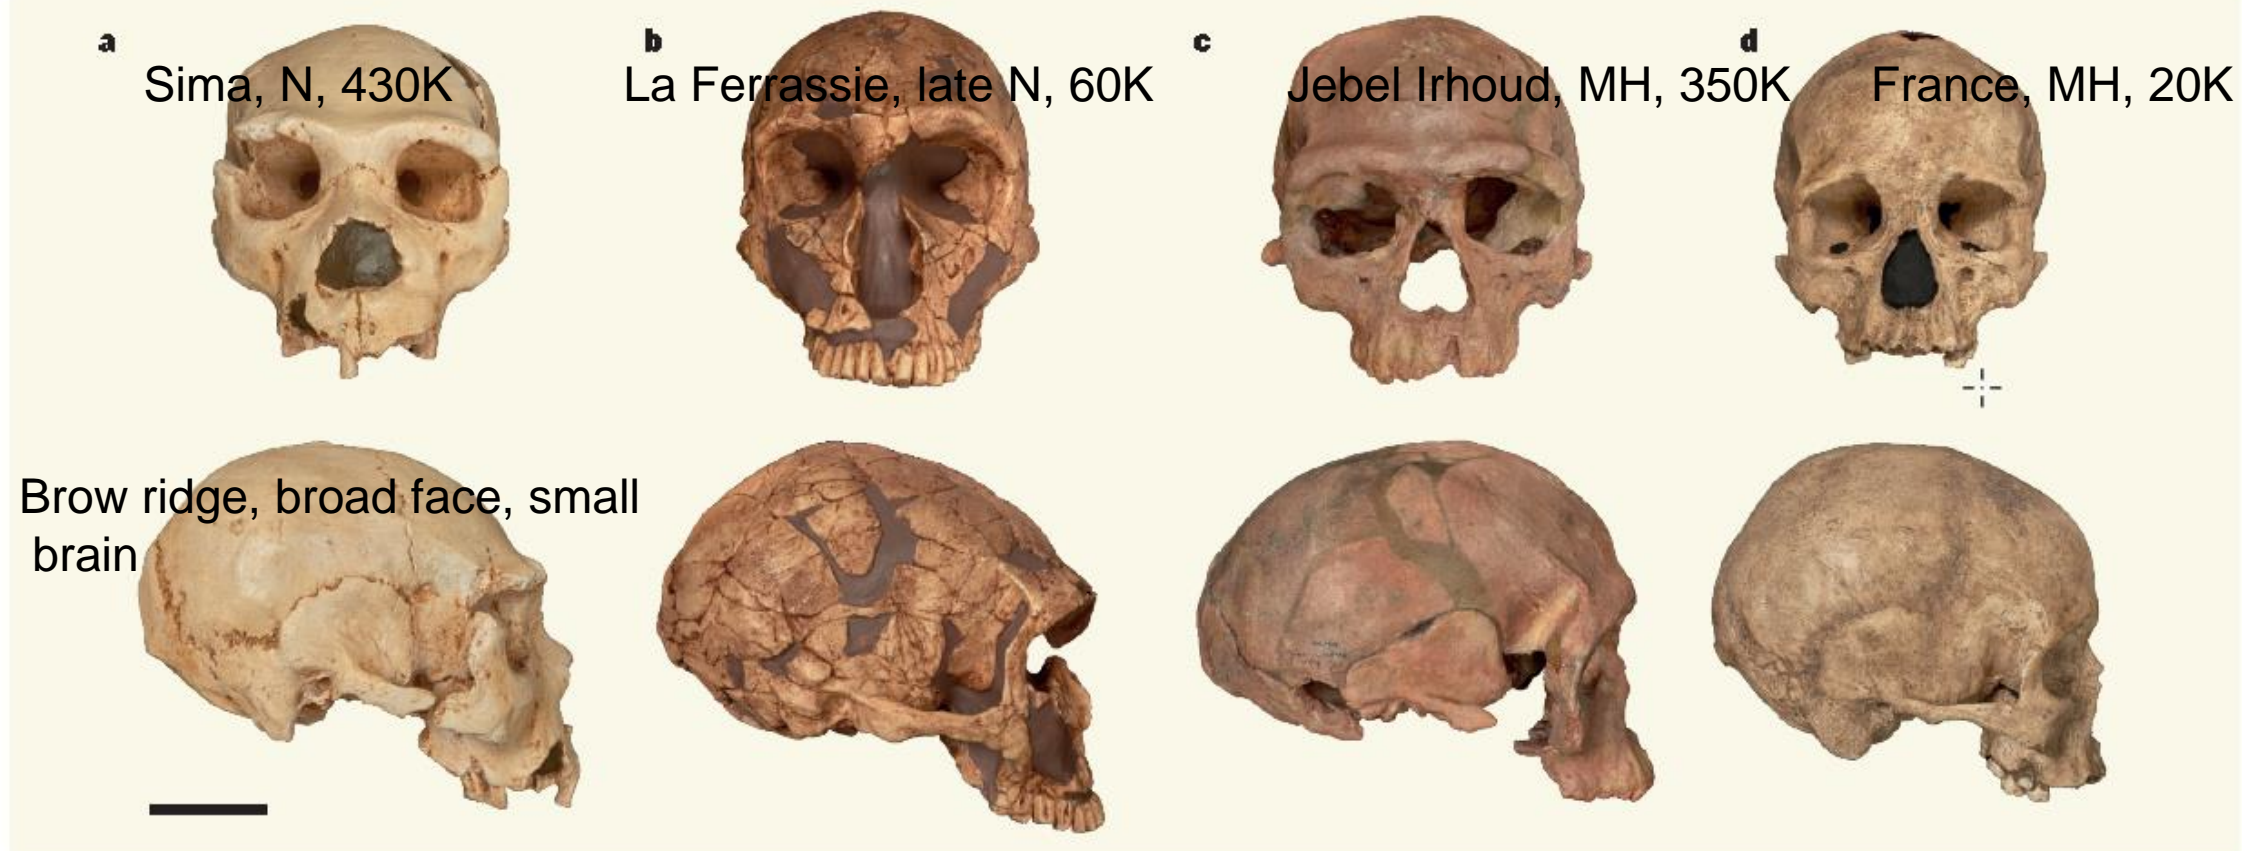 a
b
c
d
Sima, N, 430K
La Ferrassie, late N, 60K
Jebel Irhoud, MH, 350K
France, MH, 20K
Brow ridge, broad face, small
brain